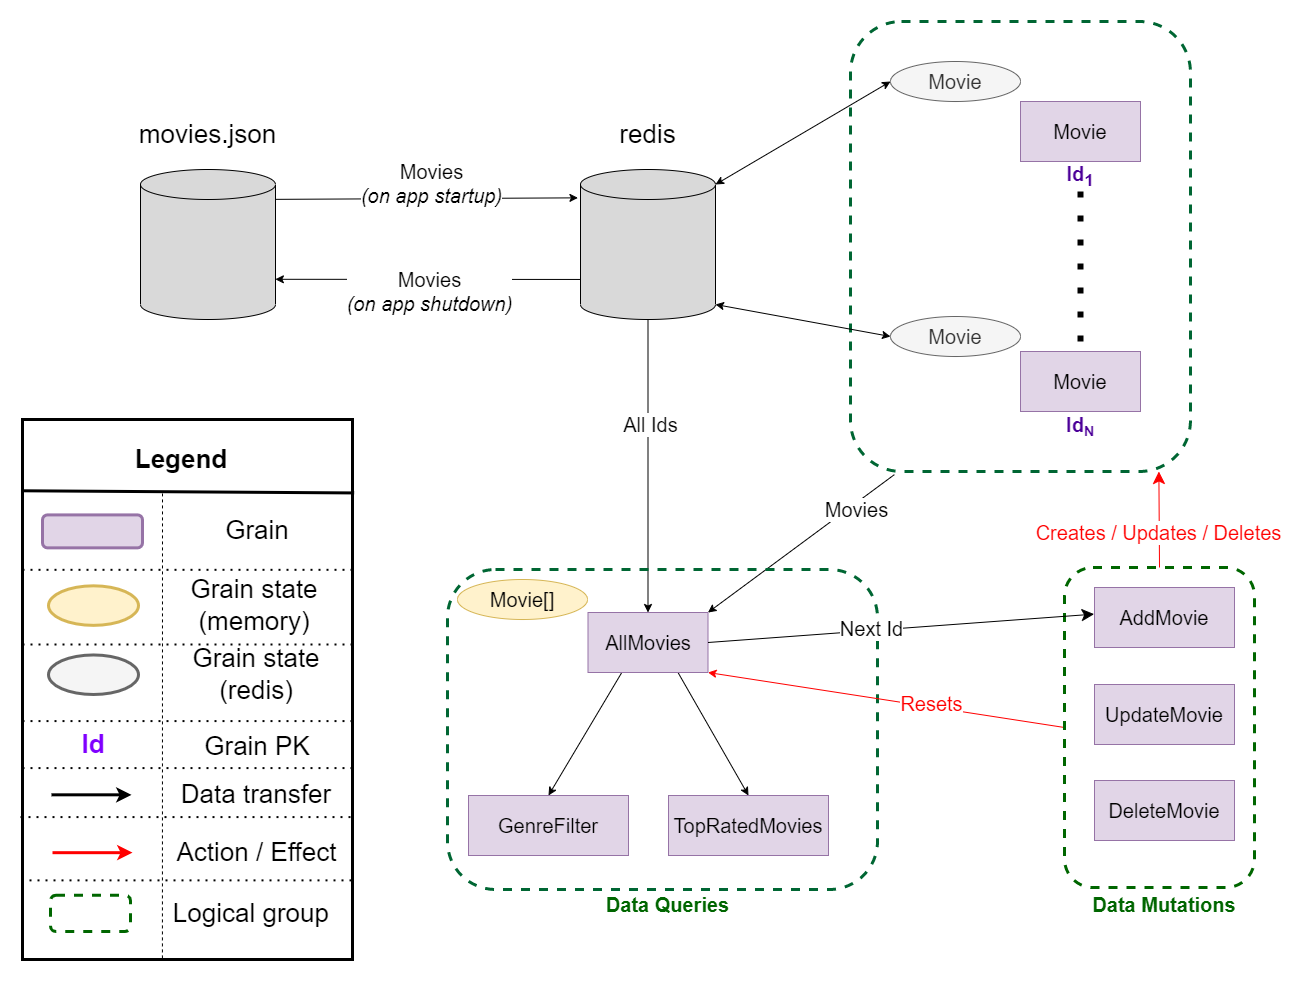 movies.json
redis
Movies
(on app startup)
Movies
(on app shutdown)
Movie
Movie
Id1
Movie
Movie
IdN
All Ids
Movies
Creates / Updates / Deletes
Movie[]
AllMovies
Next Id
Resets
GenreFilter
TopRatedMovies
Data Queries
AddMovie
UpdateMovie
DeleteMovie
Data Mutations
Legend
Grain
Grain state
(memory)
Grain state
(redis)
Id
Grain PK
Data transfer
Action / Effect
Logical group